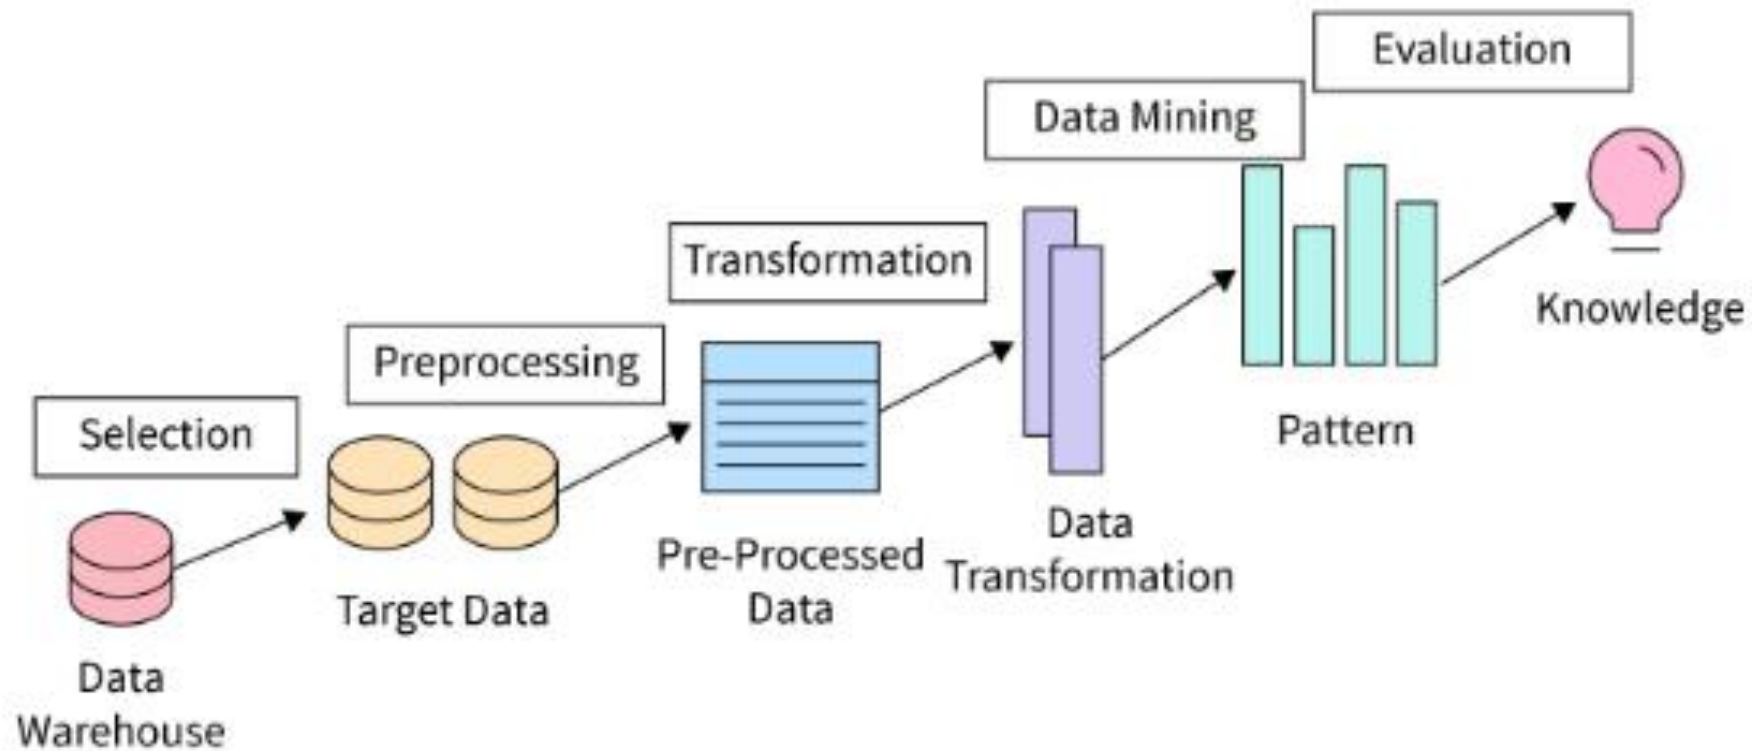 Evaluation
Data Mining
Transformation
Preprocessing
Selection
Knowledge
Pattern
Data
Transformation
Pre-Processed
Data
Target Data
Data
Warehouse